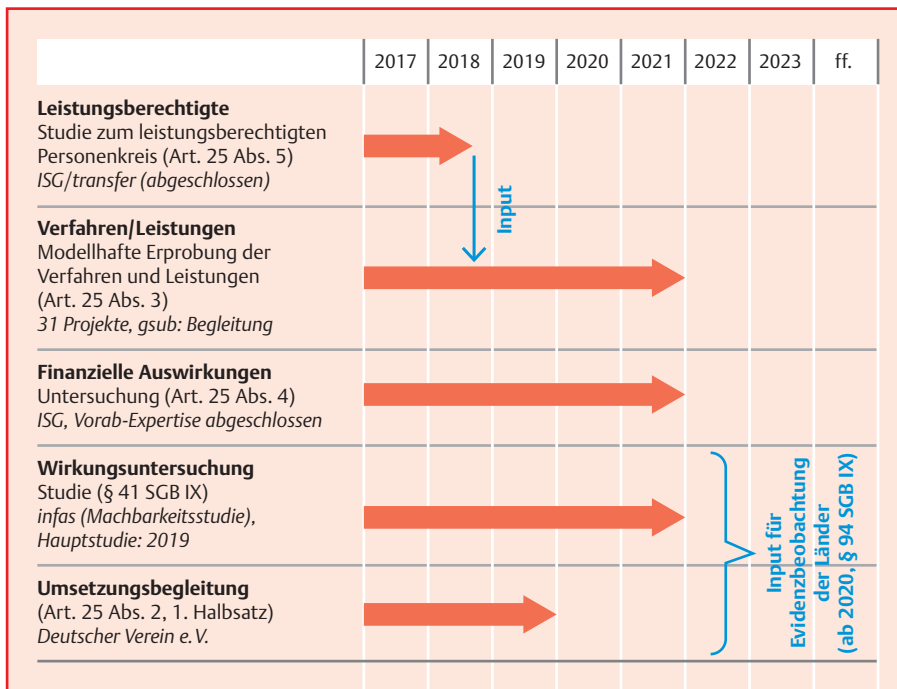 2017 2018 2019 2020 2021 2022 2023 ff.
Leistungsberechtigte
Studie zum leistungsberechtigten
Personenkreis (Art. 25 Abs. 5)
ISG/transfer (abgeschlossen)
Input
Verfahren/Leistungen
Modellhafte Erprobung der
Verfahren und Leistungen
(Art. 25 Abs. 3)
31 Projekte, gsub: Begleitung
Finanzielle Auswirkungen
Untersuchung (Art. 25 Abs. 4)
ISG, Vorab-Expertise abgeschlossen
Wirkungsuntersuchung
Studie (§ 41 SGB IX)
infas (Machbarkeitsstudie),
Hauptstudie: 2019
Umsetzungsbegleitung
(Art. 25 Abs. 2, 1. Halbsatz)
Deutscher Verein e. V.
Input für
Evidenzbeobachtung
der Länder
(ab 2020, § 94 SGB IX)